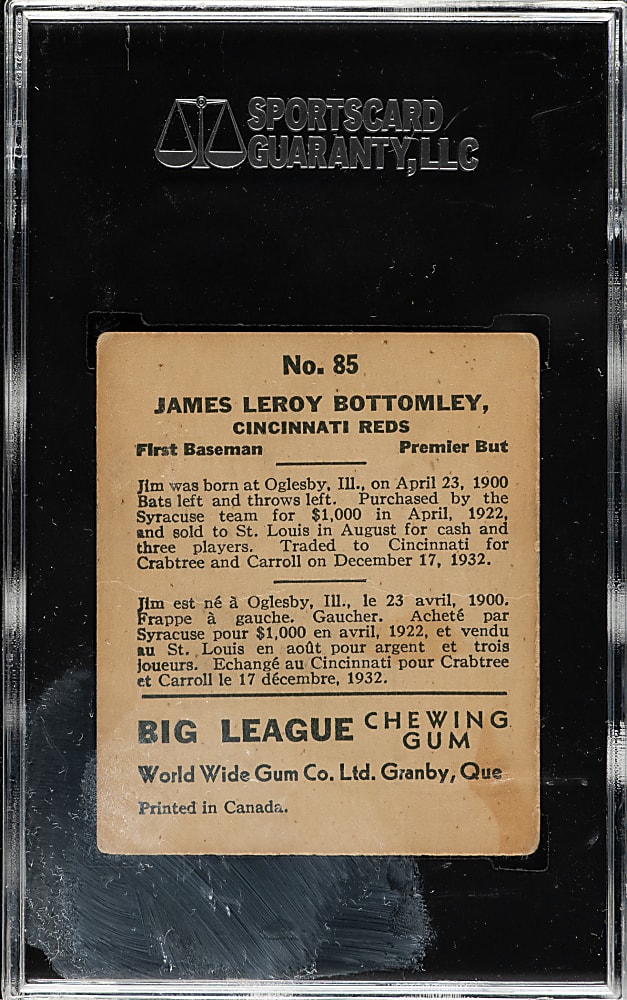 SPORTSCARD
GUARANTY, LLC
No. 85
JAMES LEROY BOTTOMLEY,
CINCINNATI REDS
First Baseman Premier But
Jim was born at Oglesby, Ill., on April 23, 1900
Bats left and throws left. Purchased by the
Syracuse team for $1,000 in April, 1922,
and sold to St. Louis in August for cash and
three players. Traded to Cincinnati for
Crabtree and Carroll on December 17, 1932.
Jim est né à Oglesby, Ill., le 23 avril, 1900.
Frappe à gauche. Gaucher. Acheté par
Syracuse pour $1,000 en avril, 1922, et vendu
au St. Louis en août pour argent et trois
joueurs. Echangé au Cincinnati pour Crabtree
et Carroll le 17 décembre, 1932.
BIG LEAGUE CHEWING GUM
World Wide Gum Co. Ltd. Granby, Que
Printed in Canada.